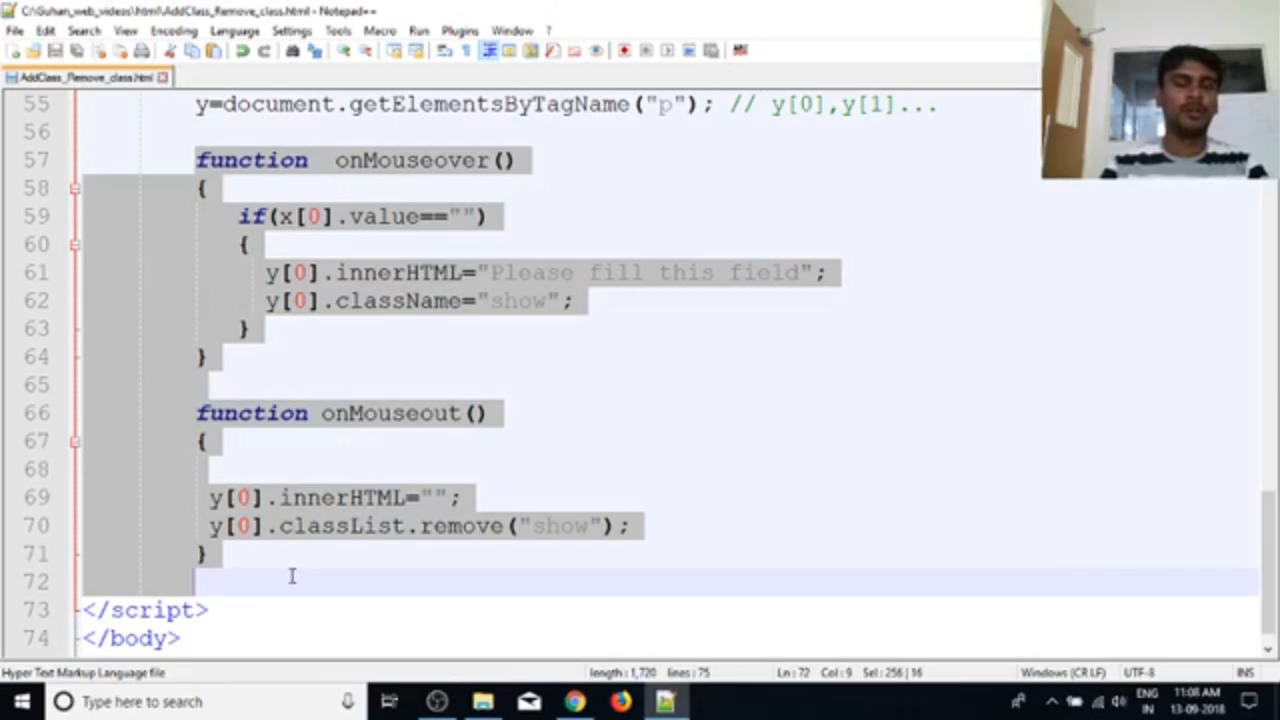 C:\Guhan_web_videos\html\AddClass_Remove_class.html - Notepad++
File Edit Search View Encoding Language Settings Tools Macro Run Plugins Window ?
AddClass_Remove_class.html
55 y=document.getElementsByTagName("p"); // y[0],y[1]...
56
57 function onMouseover()
58 {
59 if(x[0].value=="")
60 {
61 y[0].innerHTML="Please fill this field";
62 y[0].className="show";
63 }
64 }
65
66 function onMouseout()
67 {
68
69 y[0].innerHTML="";
70 y[0].classList.remove("show");
71 }
72
73 </script>
74 </body>
Hyper Text Markup Language file length : 1,720 lines : 75 Ln : 72 Col : 9 Sel : 256 | 16 Windows (CR LF) UTF-8 INS
Type here to search ENG 11:08 AM
IN 13-09-2018